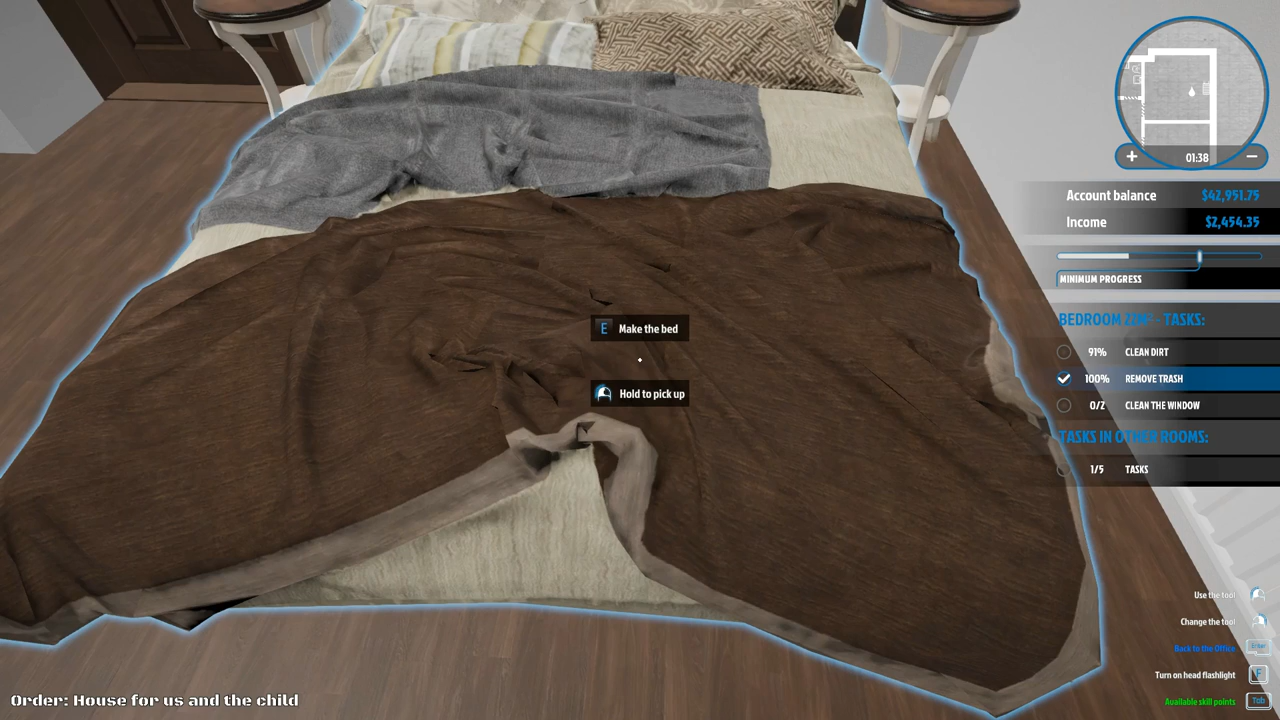 + 01:38 −
Account balance $42,951.75
Income $2,454.35
MINIMUM PROGRESS
BEDROOM 22M² - TASKS:
91% CLEAN DIRT
100% REMOVE TRASH
0/2 CLEAN THE WINDOW
TASKS IN OTHER ROOMS:
1/5 TASKS
E Make the bed
Hold to pick up
Use the tool
Change the tool
Back to the Office
Turn on head flashlight F
Available skill points Tab
Order: House for us and the child